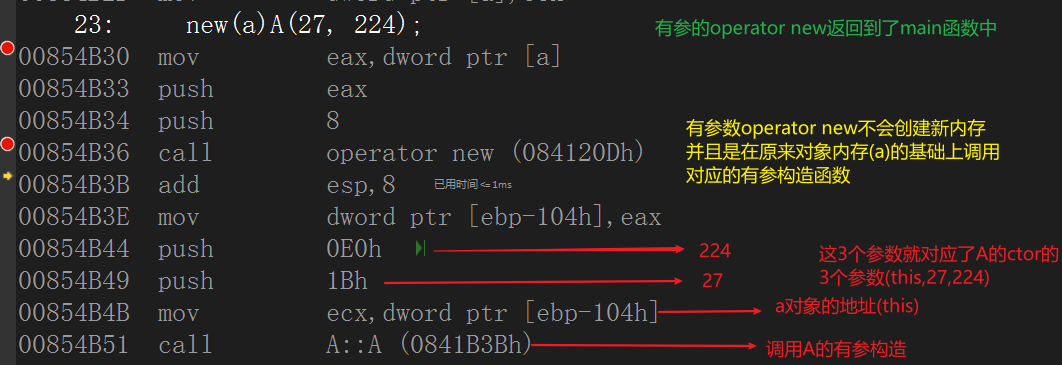 23: new(a)A(27, 224);
有参的operator new返回到了main函数中
00854B30 mov eax,dword ptr [a]
00854B33 push eax
00854B34 push 8
有参数operator new不会创建新内存
并且是在原来对象内存(a)的基础上调用
对应的有参构造函数
00854B36 call operator new (084120Dh)
00854B3B add esp,8 已用时间<=1ms
00854B3E mov dword ptr [ebp-104h],eax
00854B44 push 0E0h 224
这3个参数就对应了A的ctor的
3个参数(this,27,224)
00854B49 push 1Bh 27
00854B4B mov ecx,dword ptr [ebp-104h] a对象的地址(this)
00854B51 call A::A (0841B3Bh) 调用A的有参构造